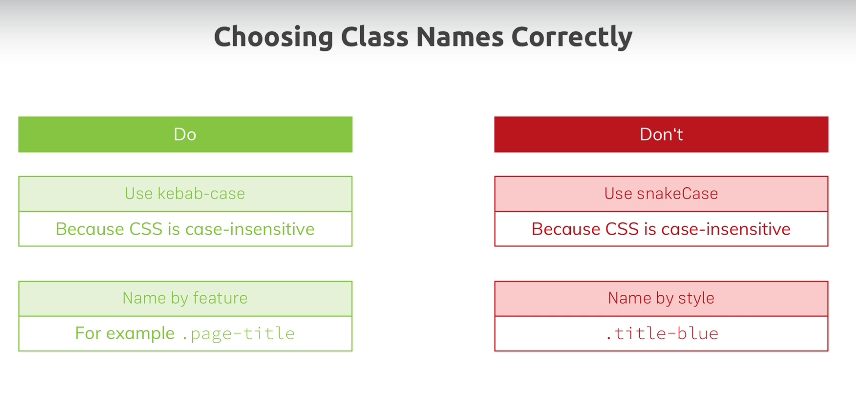 Choosing Class Names Correctly
Do
Use kebab-case
Because CSS is case-insensitive
Name by feature
For example .page-title
Don't
Use snakeCase
Because CSS is case-insensitive
Name by style
.title-blue